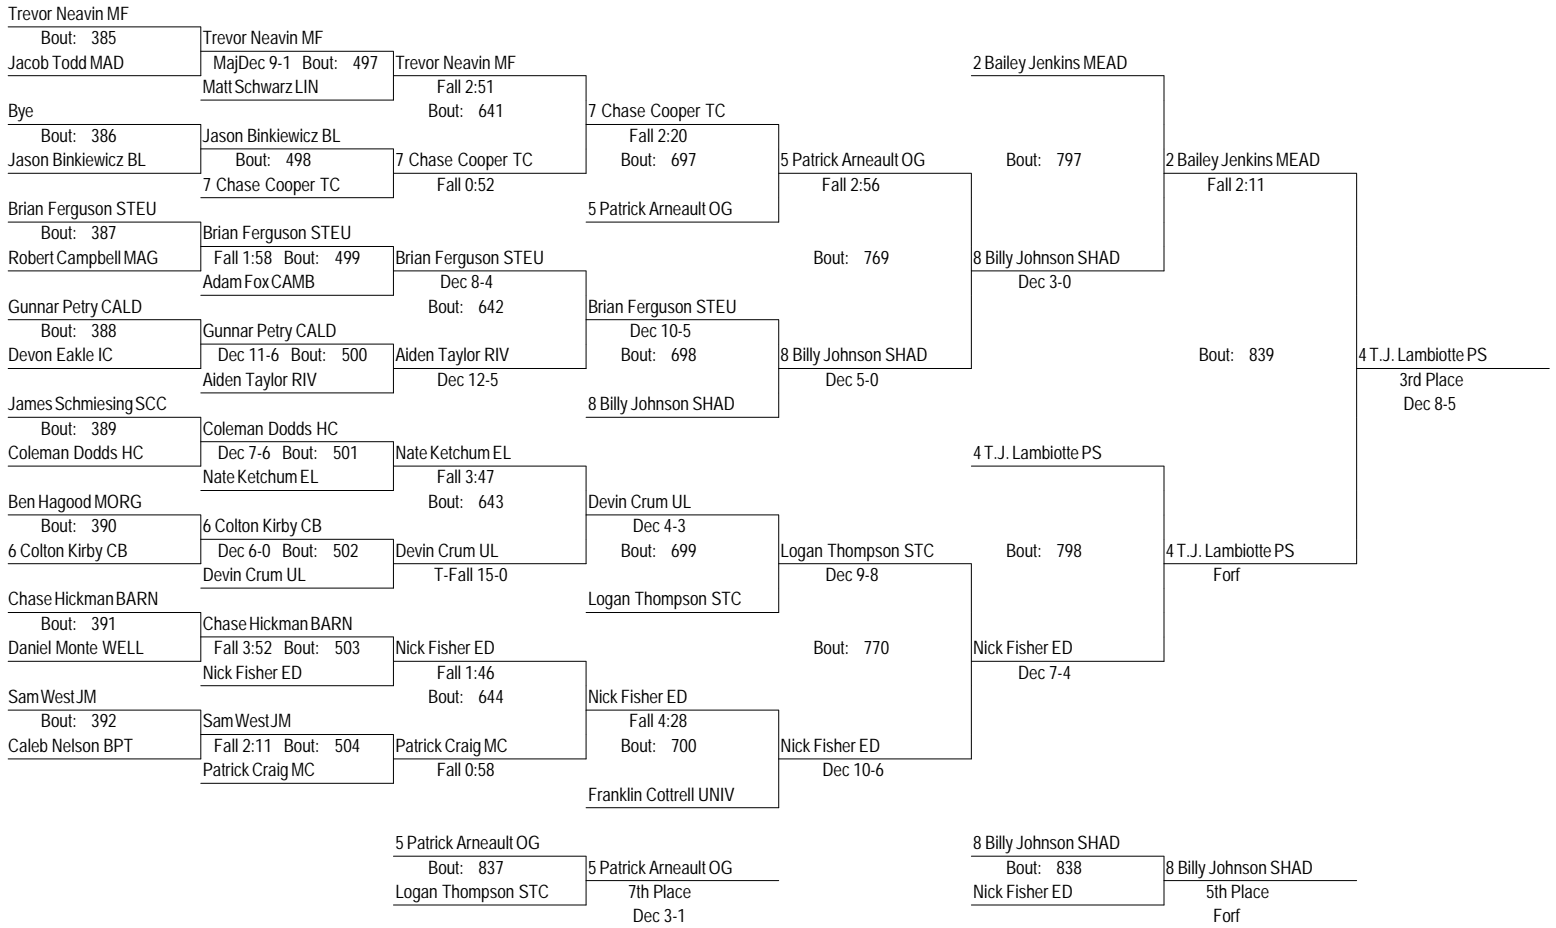 Trevor Neavin MF
Bout: 385
Jacob Todd MAD
Bye
Bout: 386
Jason Binkiewicz BL
Brian Ferguson STEU
Bout: 387
Robert Campbell MAG
Gunnar Petry CALD
Bout: 388
Devon Eakle IC
James Schmiesing SCC
Bout: 389
Coleman Dodds HC
Ben Hagood MORG
Bout: 390
6 Colton Kirby CB
Chase Hickman BARN
Bout: 391
Daniel Monte WELL
Sam West JM
Bout: 392
Caleb Nelson BPT
Trevor Neavin MF
MajDec 9-1 Bout: 497
Matt Schwarz LIN
Jason Binkiewicz BL
Bout: 498
7 Chase Cooper TC
Brian Ferguson STEU
Fall 1:58 Bout: 499
Adam Fox CAMB
Gunnar Petry CALD
Dec 11-6 Bout: 500
Aiden Taylor RIV
Coleman Dodds HC
Dec 7-6 Bout: 501
Nate Ketchum EL
6 Colton Kirby CB
Dec 6-0 Bout: 502
Devin Crum UL
Chase Hickman BARN
Fall 3:52 Bout: 503
Nick Fisher ED
Sam West JM
Fall 2:11 Bout: 504
Patrick Craig MC
Trevor Neavin MF
Fall 2:51
Bout: 641
7 Chase Cooper TC
Fall 0:52
Brian Ferguson STEU
Dec 8-4
Bout: 642
Aiden Taylor RIV
Dec 12-5
Nate Ketchum EL
Fall 3:47
Bout: 643
Devin Crum UL
T-Fall 15-0
Nick Fisher ED
Fall 1:46
Bout: 644
Patrick Craig MC
Fall 0:58
7 Chase Cooper TC
Fall 2:20
Bout: 697
5 Patrick Arneault OG
Brian Ferguson STEU
Dec 10-5
Bout: 698
8 Billy Johnson SHAD
Devin Crum UL
Dec 4-3
Bout: 699
Logan Thompson STC
Nick Fisher ED
Fall 4:28
Bout: 700
Franklin Cottrell UNIV
5 Patrick Arneault OG
Fall 2:56
Bout: 769
8 Billy Johnson SHAD
Dec 5-0
Logan Thompson STC
Dec 9-8
Bout: 770
Nick Fisher ED
Dec 10-6
2 Bailey Jenkins MEAD
Bout: 797
8 Billy Johnson SHAD
Dec 3-0
4 T.J. Lambiotte PS
Bout: 798
Nick Fisher ED
Dec 7-4
2 Bailey Jenkins MEAD
Fall 2:11
Bout: 839
4 T.J. Lambiotte PS
Forf
4 T.J. Lambiotte PS
3rd Place
Dec 8-5
5 Patrick Arneault OG
Bout: 837
Logan Thompson STC
5 Patrick Arneault OG
7th Place
Dec 3-1
8 Billy Johnson SHAD
Bout: 838
Nick Fisher ED
8 Billy Johnson SHAD
5th Place
Forf